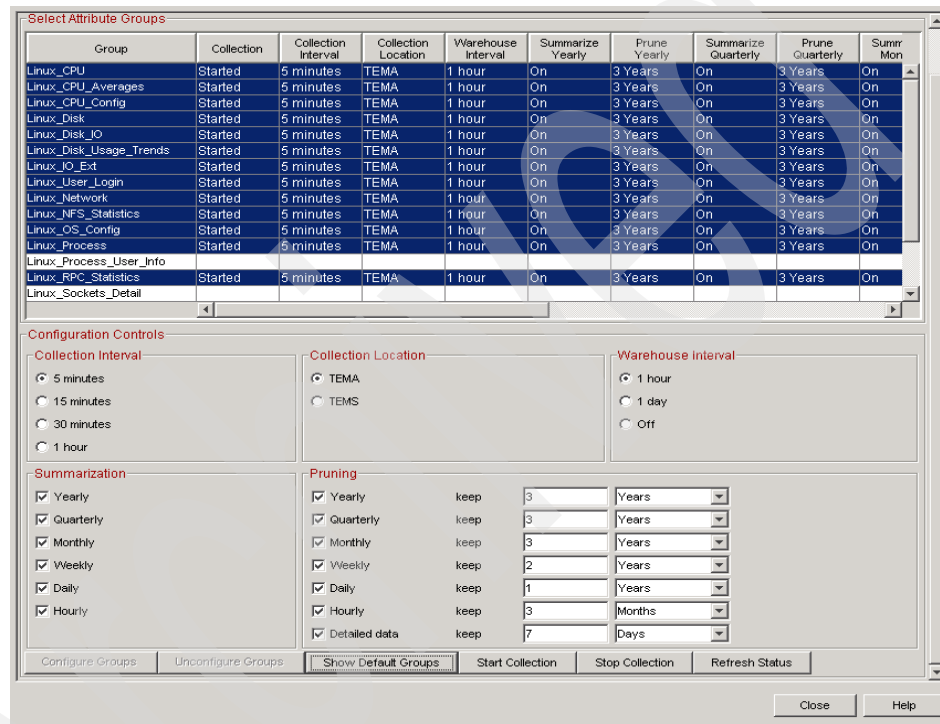 Select Attribute Groups
Group Collection Collection Interval Collection Location Warehouse Interval Summarize Yearly Prune Yearly Summarize Quarterly Prune Quarterly Summ Mon
Linux_CPU Started 5 minutes TEMA 1 hour On 3 Years On 3 Years On
Linux_CPU_Averages Started 5 minutes TEMA 1 hour On 3 Years On 3 Years On
Linux_CPU_Config Started 5 minutes TEMA 1 hour On 3 Years On 3 Years On
Linux_Disk Started 5 minutes TEMA 1 hour On 3 Years On 3 Years On
Linux_Disk_IO Started 5 minutes TEMA 1 hour On 3 Years On 3 Years On
Linux_Disk_Usage_Trends Started 5 minutes TEMA 1 hour On 3 Years On 3 Years On
Linux_IO_Ext Started 5 minutes TEMA 1 hour On 3 Years On 3 Years On
Linux_User_Login Started 5 minutes TEMA 1 hour On 3 Years On 3 Years On
Linux_Network Started 5 minutes TEMA 1 hour On 3 Years On 3 Years On
Linux_NFS_Statistics Started 5 minutes TEMA 1 hour On 3 Years On 3 Years On
Linux_OS_Config Started 5 minutes TEMA 1 hour On 3 Years On 3 Years On
Linux_Process Started 5 minutes TEMA 1 hour On 3 Years On 3 Years On
Linux_Process_User_Info
Linux_RPC_Statistics Started 5 minutes TEMA 1 hour On 3 Years On 3 Years On
Linux_Sockets_Detail
Configuration Controls
Collection Interval
5 minutes
15 minutes
30 minutes
1 hour
Collection Location
TEMA
TEMS
Warehouse Interval
1 hour
1 day
Off
Summarization
Yearly
Quarterly
Monthly
Weekly
Daily
Hourly
Pruning
Yearly keep 3 Years
Quarterly keep 3 Years
Monthly keep 3 Years
Weekly keep 2 Years
Daily keep 1 Years
Hourly keep 3 Months
Detailed data keep 7 Days
Configure Groups Unconfigure Groups Show Default Groups Start Collection Stop Collection Refresh Status
Close Help